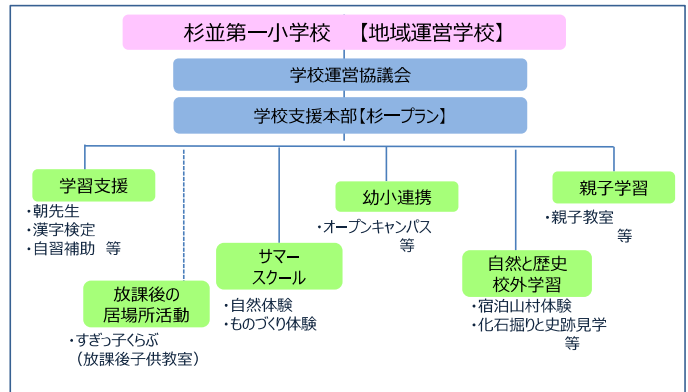 杉並第一小学校　【地域運営学校】
学校運営協議会
学校支援本部【杉一プラン】
学習支援
・朝先生
・漢字検定
・自習補助　等
放課後の
居場所活動
・すぎっ子くらぶ
（放課後子供教室）
サマー
スクール
・自然体験
・ものづくり体験
幼小連携
・オープンキャンパス
等
自然と歴史
校外学習
・宿泊山村体験
・化石掘りと史跡見学
等
親子学習
・親子教室
等